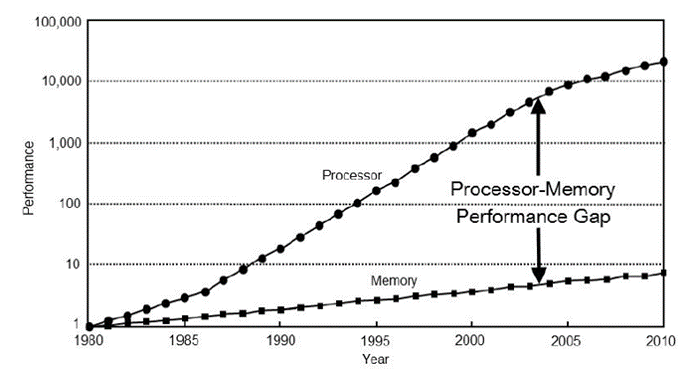 100,000
10,000
1,000
100
10
1
Performance
Processor
Processor-Memory
Performance Gap
Memory
1980 1985 1990 1995 2000 2005 2010
Year